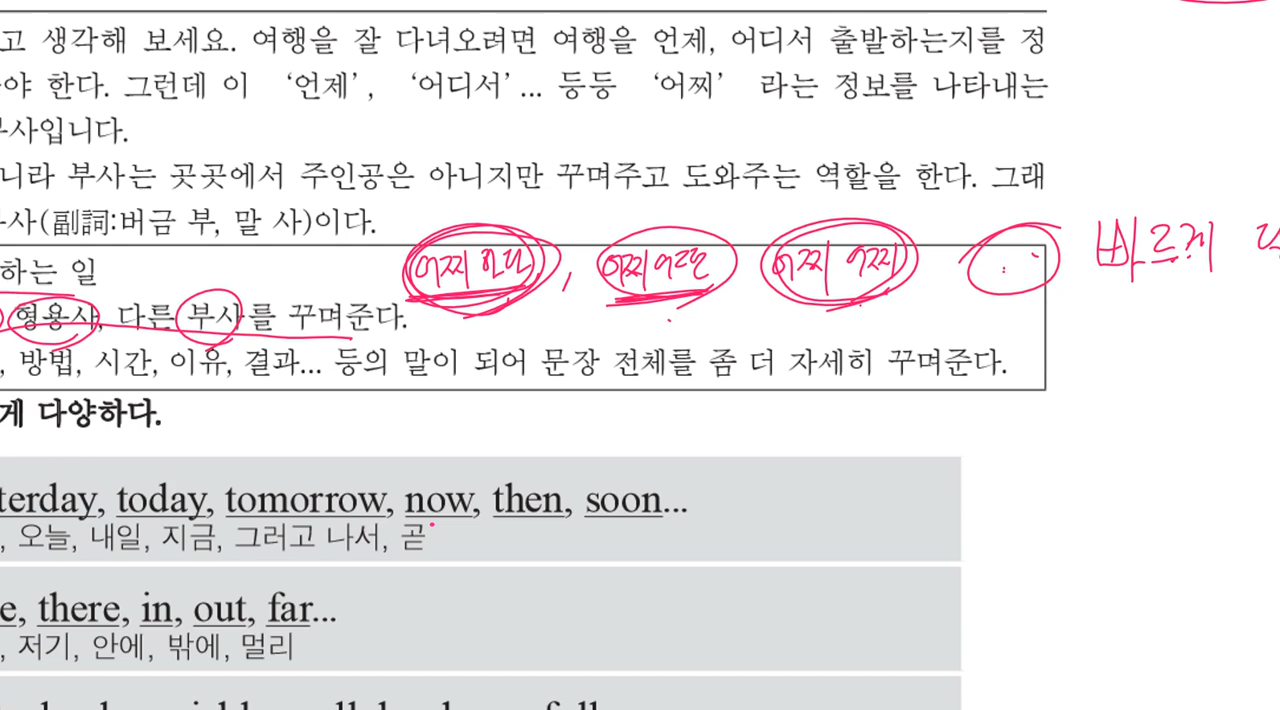 고 생각해 보세요. 여행을 잘 다녀오려면 여행을 언제, 어디서 출발하는지를 정
야 한다. 그런데 이 ‘언제’, ‘어디서’... 등등 ‘어찌’ 라는 정보를 나타내는
사입니다.
니라 부사는 곳곳에서 주인공은 아니지만 꾸며주고 도와주는 역할을 한다. 그래
사(副詞:버금 부, 말 사)이다.
어찌 한다, 어찌 어떠한 어찌 어찌 빠르게
하는 일
형용사, 다른 부사를 꾸며준다.
, 방법, 시간, 이유, 결과... 등의 말이 되어 문장 전체를 좀 더 자세히 꾸며준다.
게 다양하다.
terday, today, tomorrow, now, then, soon...
, 오늘, 내일, 지금, 그러고 나서, 곧
e, there, in, out, far...
, 저기, 안에, 밖에, 멀리